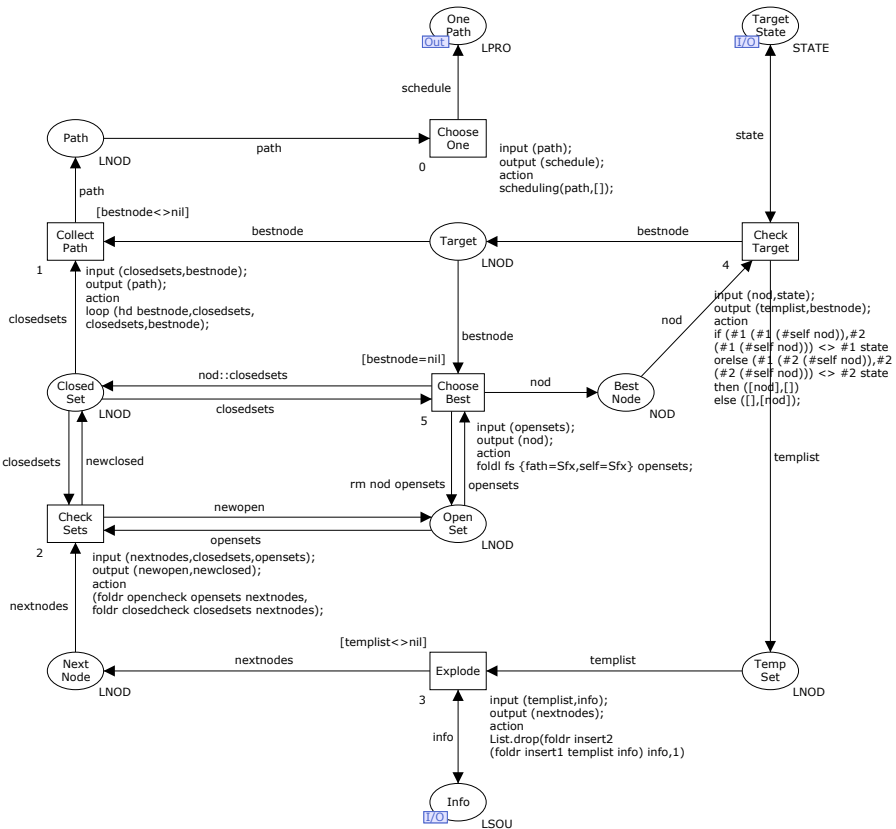 One
Path
Out
LPRO
Target
State
I/O
STATE
schedule
state
Path
LNOD
path
Choose
One
0
input (path);
output (schedule);
action
scheduling(path,[]);
path
[bestnode<>nil]
Collect
Path
1
input (closedsets,bestnode);
output (path);
action
loop (hd bestnode,closedsets,
closedsets,bestnode);
bestnode
Target
LNOD
bestnode
Check
Target
4
input (nod,state);
output (templist,bestnode);
action
if (#1 (#1 (#self nod)),#2
(#1 (#self nod))) <> #1 state
orelse (#1 (#2 (#self nod)),#2
(#2 (#self nod))) <> #2 state
then ([nod],[])
else ([],[nod]);
closedsets
bestnode
nod
[bestnode=nil]
Closed
Set
LNOD
nod::closedsets
closedsets
Choose
Best
5
input (opensets);
output (nod);
action
foldl fs {fath=Sfx,self=Sfx} opensets;
nod
Best
Node
NOD
closedsets
newclosed
rm nod opensets
opensets
templist
Check
Sets
2
input (nextnodes,closedsets,opensets);
output (newopen,newclosed);
action
(foldr opencheck opensets nextnodes,
foldr closedcheck closedsets nextnodes);
newopen
opensets
Open
Set
LNOD
nextnodes
[templist<>nil]
Next
Node
LNOD
nextnodes
Explode
3
input (templist,info);
output (nextnodes);
action
List.drop(foldr insert2
(foldr insert1 templist info) info,1)
templist
Temp
Set
LNOD
info
Info
I/O
LSOU